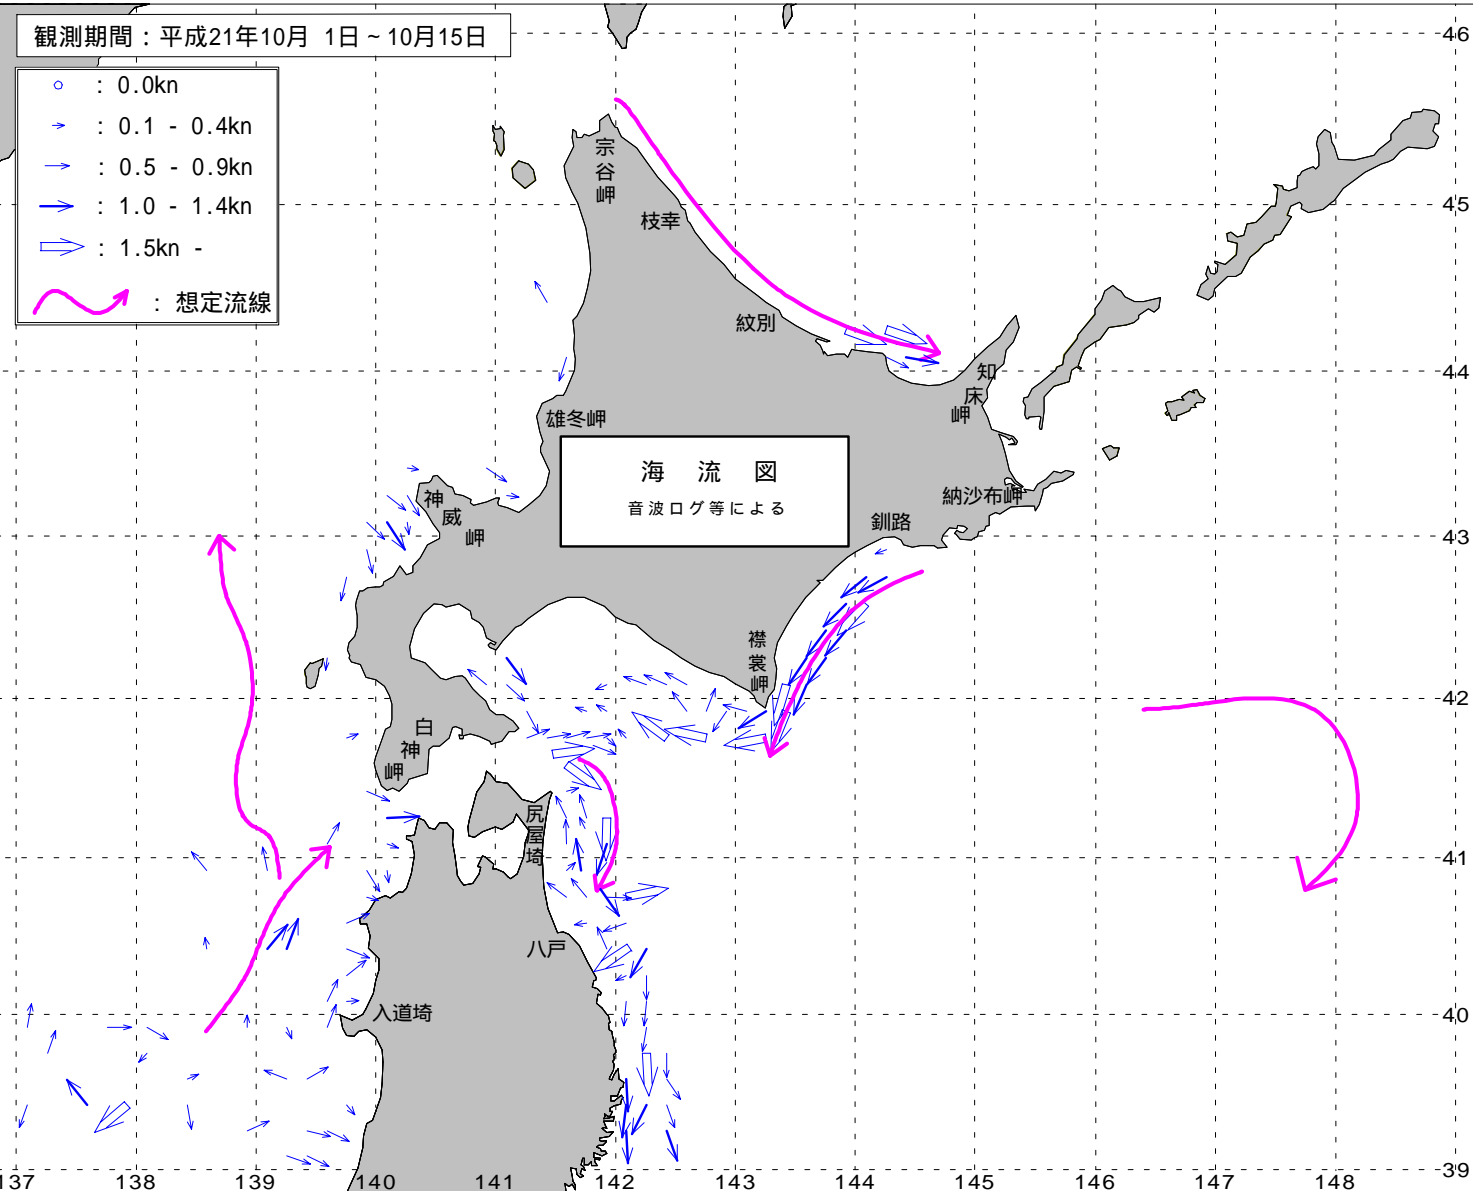 観測期間：平成21年10月 1日～10月15日
：0.0kn
：0.1 - 0.4kn
：0.5 - 0.9kn
：1.0 - 1.4kn
：1.5kn -
：想定流線
宗谷岬
枝幸
紋別
知床岬
雄冬岬
海 流 図
音波ログ等による
神威岬
納沙布岬
釧路
襟裳岬
白神岬
尻屋埼
八戸
入道埼
46
45
44
43
42
41
40
39
137 138 139 140 141 142 143 144 145 146 147 148